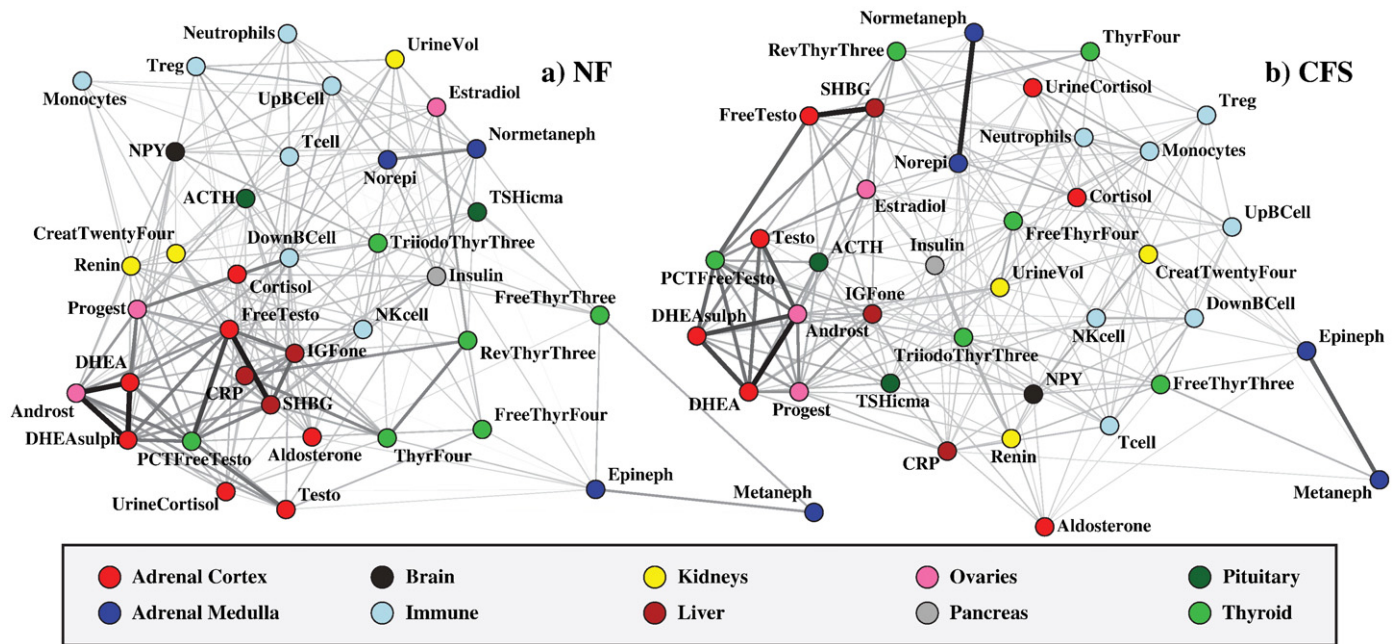 a) NF
Neutrophils
UrineVol
Treg
Monocytes
UpBCell
Estradiol
Normetaneph
NPY
Tcell
Norepi
ACTH
TSHicma
CreatTwentyFour
DownBCell
TriiodoThyrThree
Renin
Cortisol
Insulin
FreeThyrThree
Progest
FreeTesto
NKcell
IGFone
RevThyrThree
DHEA
CRP
Androst
SHBG
FreeThyrFour
DHEAsulph
PCTFreeTesto
Aldosterone
ThyrFour
Epineph
UrineCortisol
Testo
Metaneph
b) CFS
Normetaneph
RevThyrThree
ThyrFour
SHBG
UrineCortisol
FreeTesto
Treg
Neutrophils
Monocytes
Norepi
Cortisol
Estradiol
UpBCell
Testo
ACTH
Insulin
FreeThyrFour
PCTFreeTesto
UrineVol
CreatTwentyFour
IGFone
DownBCell
DHEAsulph
Androst
NKcell
Epineph
TriiodoThyrThree
NPY
FreeThyrThree
DHEA
Progest
TSHicma
Tcell
CRP
Renin
Metaneph
Aldosterone
Adrenal Cortex
Brain
Kidneys
Ovaries
Pituitary
Adrenal Medulla
Immune
Liver
Pancreas
Thyroid